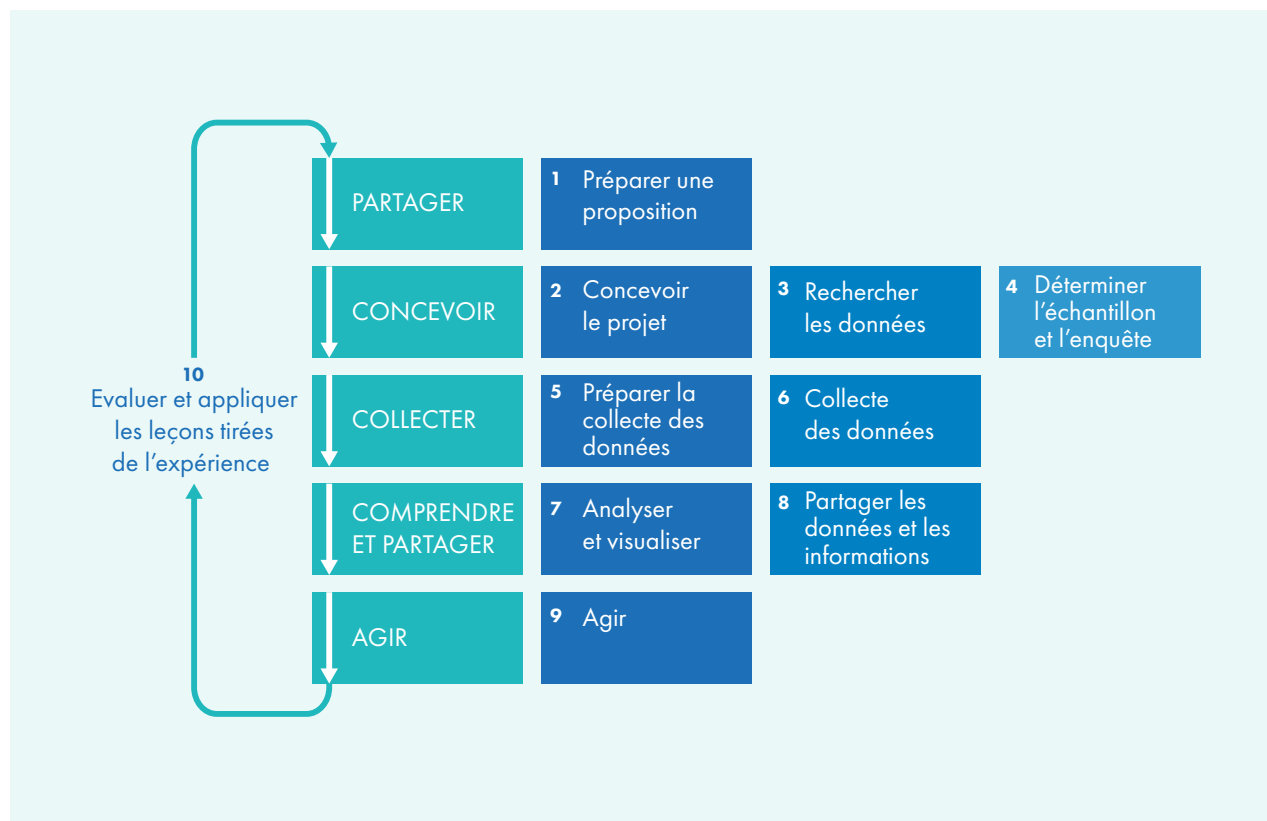 PARTAGER
1 Préparer une
proposition
CONCEVOIR
2 Concevoir
le projet
3 Rechercher
les données
4 Déterminer
l'échantillon
et l'enquête
10
Evaluer et appliquer
les leçons tirées
de l'expérience
COLLECTER
5 Préparer la
collecte des
données
6 Collecte
des données
COMPRENDRE
ET PARTAGER
7 Analyser
et visualiser
8 Partager les
données et les
informations
AGIR
9 Agir